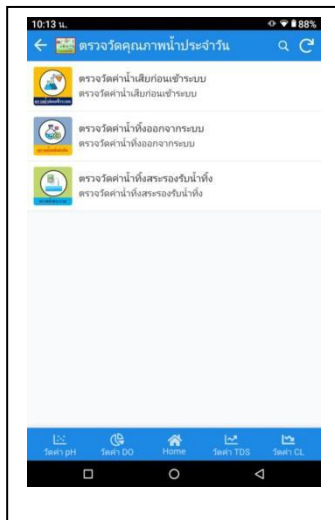 10:13 น.
88%
ตรวจวัดคุณภาพน้ำประจำวัน
ตรวจวัดค่าน้ำเสียก่อนเข้าระบบ
ตรวจวัดค่าน้ำเสียก่อนเข้าระบบ
ตรวจวัดค่าน้ำทิ้งออกจากระบบ
ตรวจวัดค่าน้ำทิ้งออกจากระบบ
ตรวจวัดค่าน้ำทิ้งสระรองรับน้ำทิ้ง
ตรวจวัดค่าน้ำทิ้งสระรองรับน้ำทิ้ง
วัดค่า pH
วัดค่า DO
Home
วัดค่า TDS
วัดค่า CL